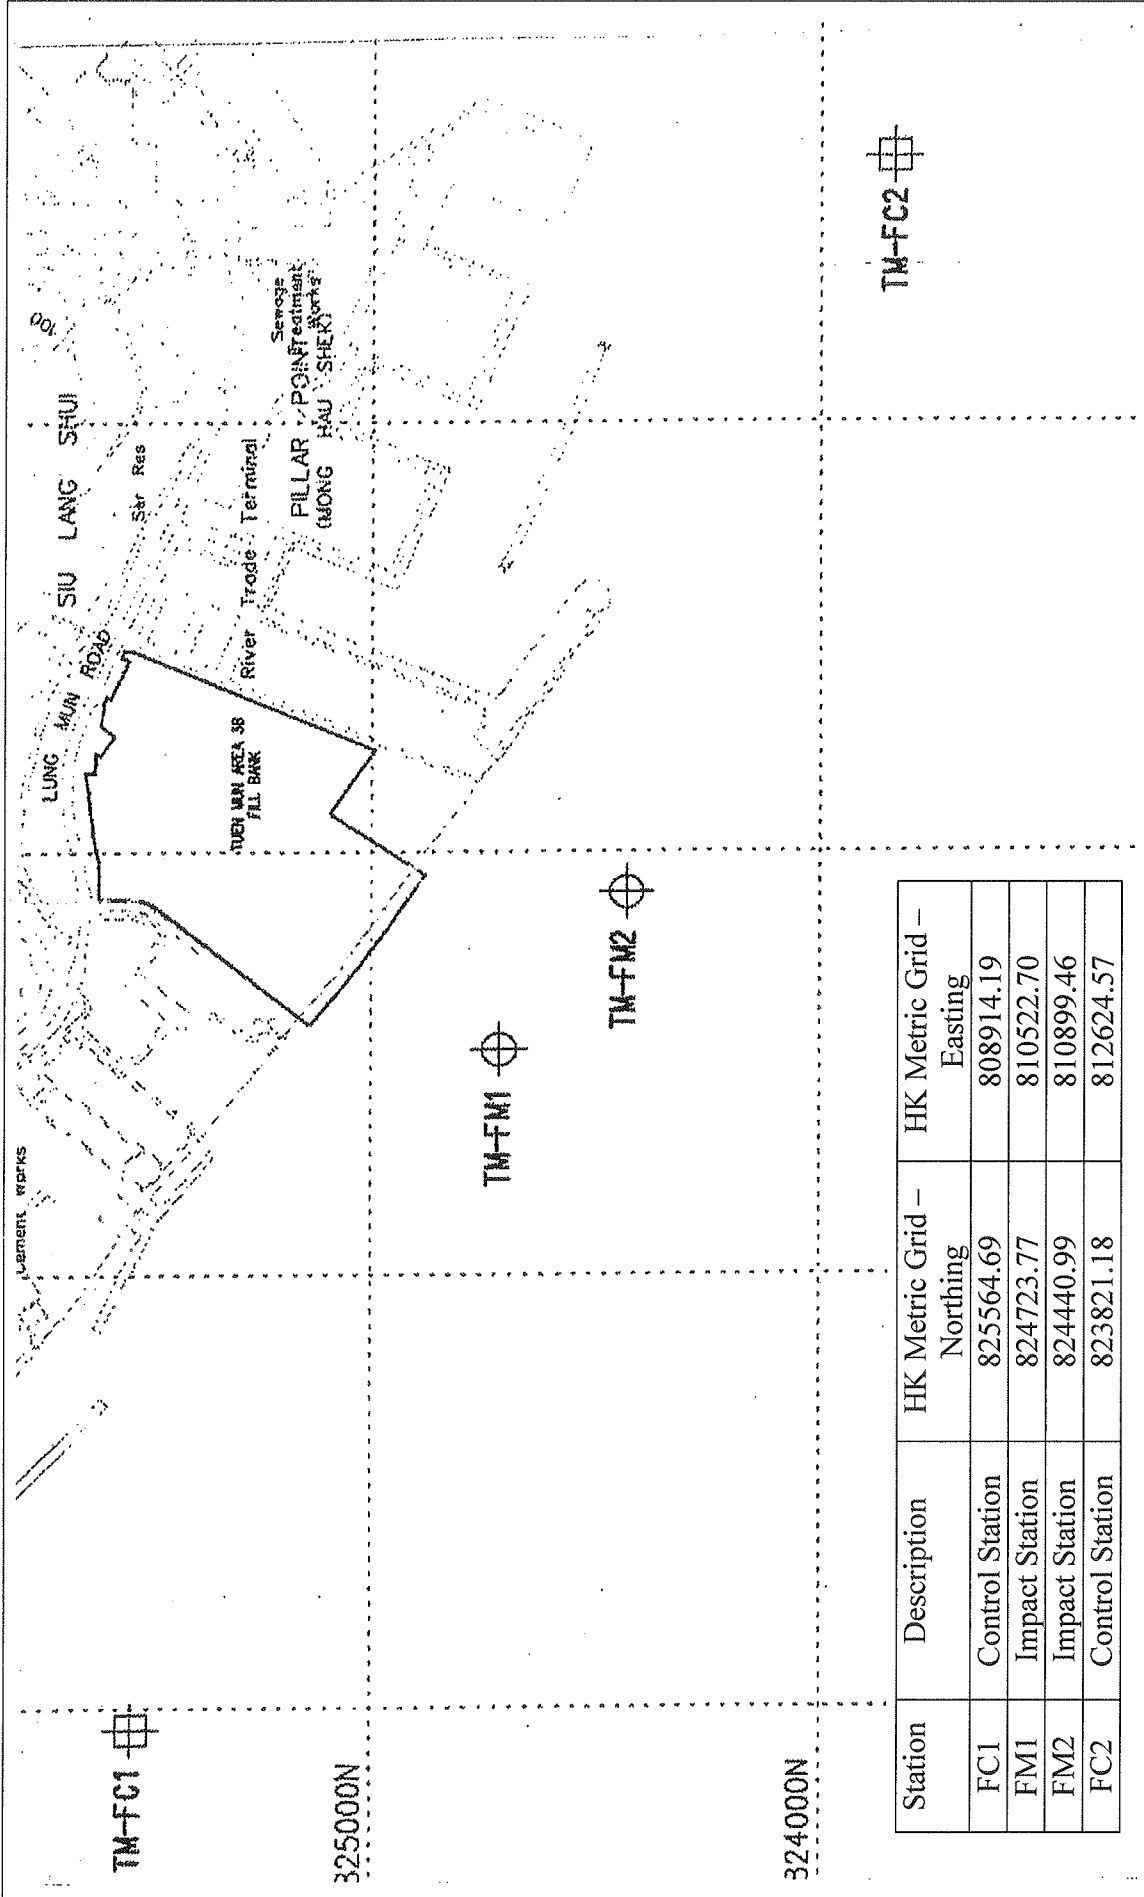 Cement works
LUNG MUN ROAD
SIU LANG SHUI
100
Ser Res
River Trade Terminal
Sewage
Treatment
Works
PILLAR POINT
(MONG HAU SHEK)
TUEN MUN AREA 38
FILL BANK
TM-FC1
TM-FM1
TM-FM2
TM-FC2
325000N
324000N
Station Description HK Metric Grid – Northing HK Metric Grid – Easting
FC1 Control Station 825564.69 808914.19
FM1 Impact Station 824723.77 810522.70
FM2 Impact Station 824440.99 810899.46
FC2 Control Station 823821.18 812624.57